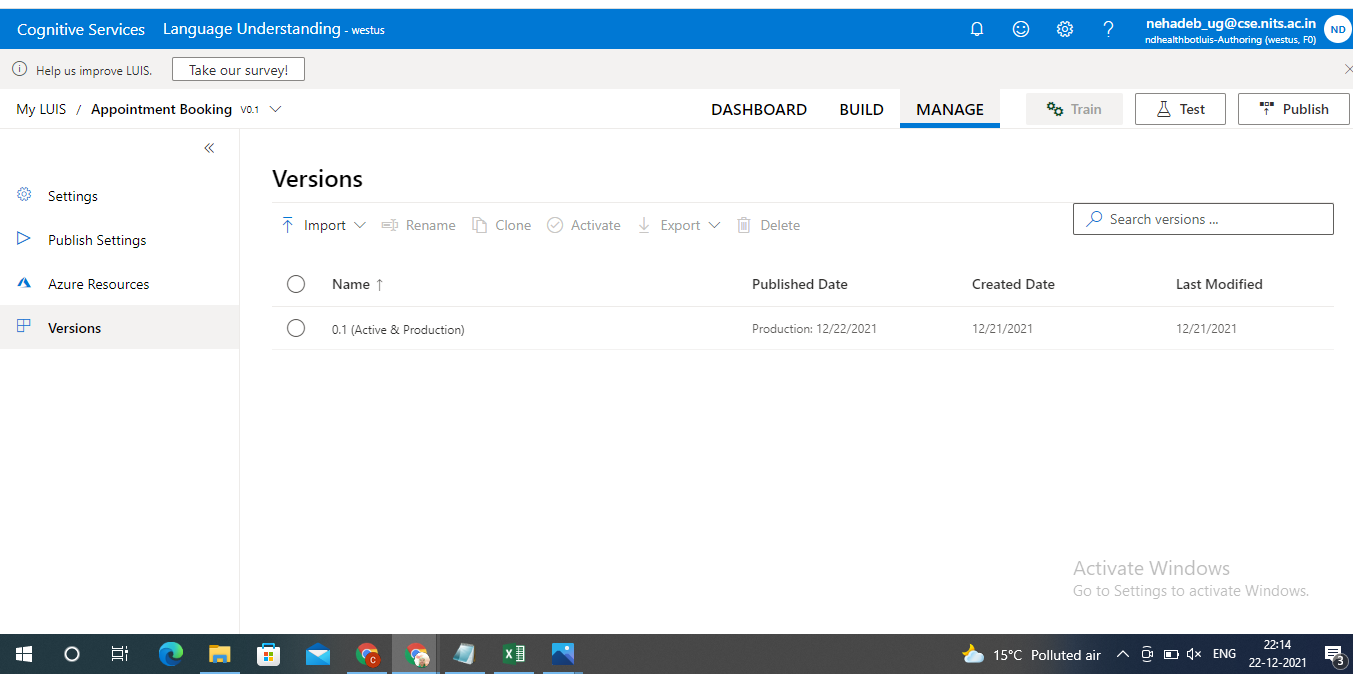 Cognitive Services Language Understanding - westus
nehadeb_ug@cse.nits.ac.in
ndhealthbotluis-Authoring (westus, F0)
ND
Help us improve LUIS. Take our survey!
My LUIS / Appointment Booking V0.1 DASHBOARD BUILD MANAGE Train Test Publish
Settings
Publish Settings
Azure Resources
Versions
Versions
Import Rename Clone Activate Export Delete Search versions ...
Name ↑ Published Date Created Date Last Modified
0.1 (Active & Production) Production: 12/22/2021 12/21/2021 12/21/2021
Activate Windows
Go to Settings to activate Windows.
15°C Polluted air ENG
22:14
22-12-2021
3